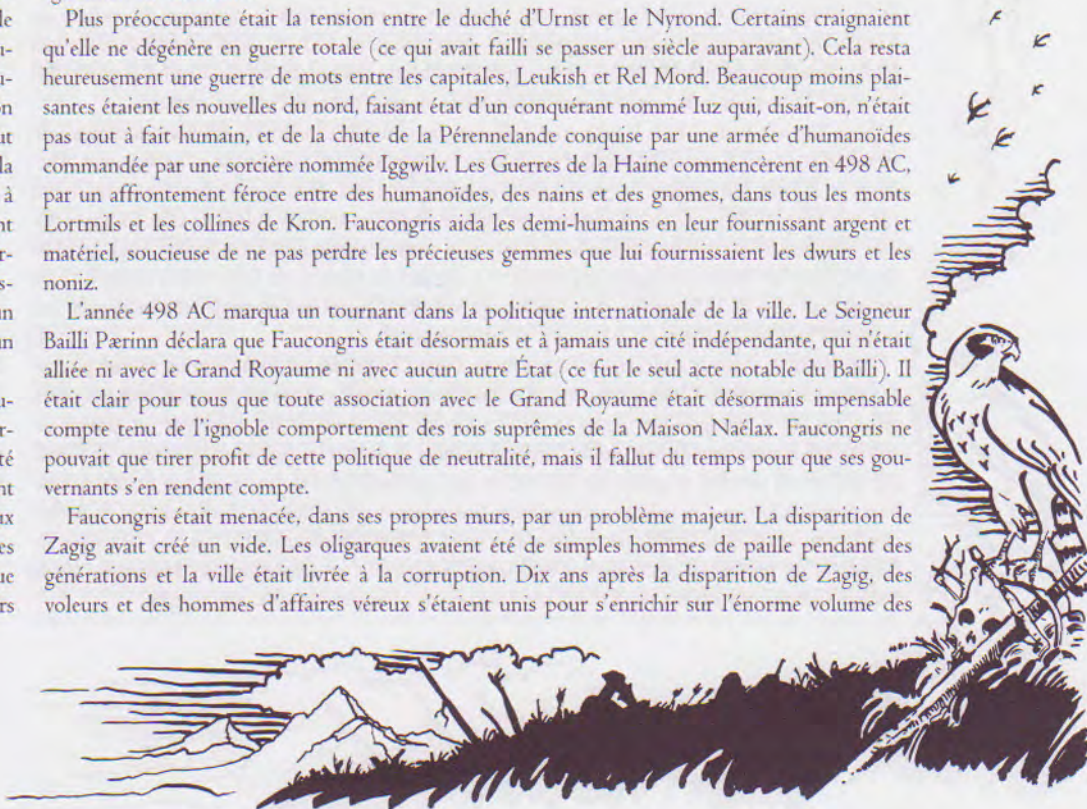 de
u-
u-
on
ut
la
à
nt
r-
s-
un
un
u-
r-
té
nt
ux
es
ue
rs
Plus préoccupante était la tension entre le duché d'Urnst et le Nyrond. Certains craignaient
qu'elle ne dégénère en guerre totale (ce qui avait failli se passer un siècle auparavant). Cela resta
heureusement une guerre de mots entre les capitales, Leukish et Rel Mord. Beaucoup moins plai-
santes étaient les nouvelles du nord, faisant état d'un conquérant nommé Iuz qui, disait-on, n'était
pas tout à fait humain, et de la chute de la Pérennelande conquise par une armée d'humanoïdes
commandée par une sorcière nommée Iggwilv. Les Guerres de la Haine commencèrent en 498 AC,
par un affrontement féroce entre des humanoïdes, des nains et des gnomes, dans tous les monts
Lortmils et les collines de Kron. Faucongris aida les demi-humains en leur fournissant argent et
matériel, soucieuse de ne pas perdre les précieuses gemmes que lui fournissaient les dwurs et les
noniz.
L'année 498 AC marqua un tournant dans la politique internationale de la ville. Le Seigneur
Bailli Pærinn déclara que Faucongris était désormais et à jamais une cité indépendante, qui n'était
alliée ni avec le Grand Royaume ni avec aucun autre État (ce fut le seul acte notable du Bailli). Il
était clair pour tous que toute association avec le Grand Royaume était désormais impensable
compte tenu de l'ignoble comportement des rois suprêmes de la Maison Naélax. Faucongris ne
pouvait que tirer profit de cette politique de neutralité, mais il fallut du temps pour que ses gou-
vernants s'en rendent compte.
Faucongris était menacée, dans ses propres murs, par un problème majeur. La disparition de
Zagig avait créé un vide. Les oligarques avaient été de simples hommes de paille pendant des
générations et la ville était livrée à la corruption. Dix ans après la disparition de Zagig, des
voleurs et des hommes d'affaires véreux s'étaient unis pour s'enrichir sur l'énorme volume des